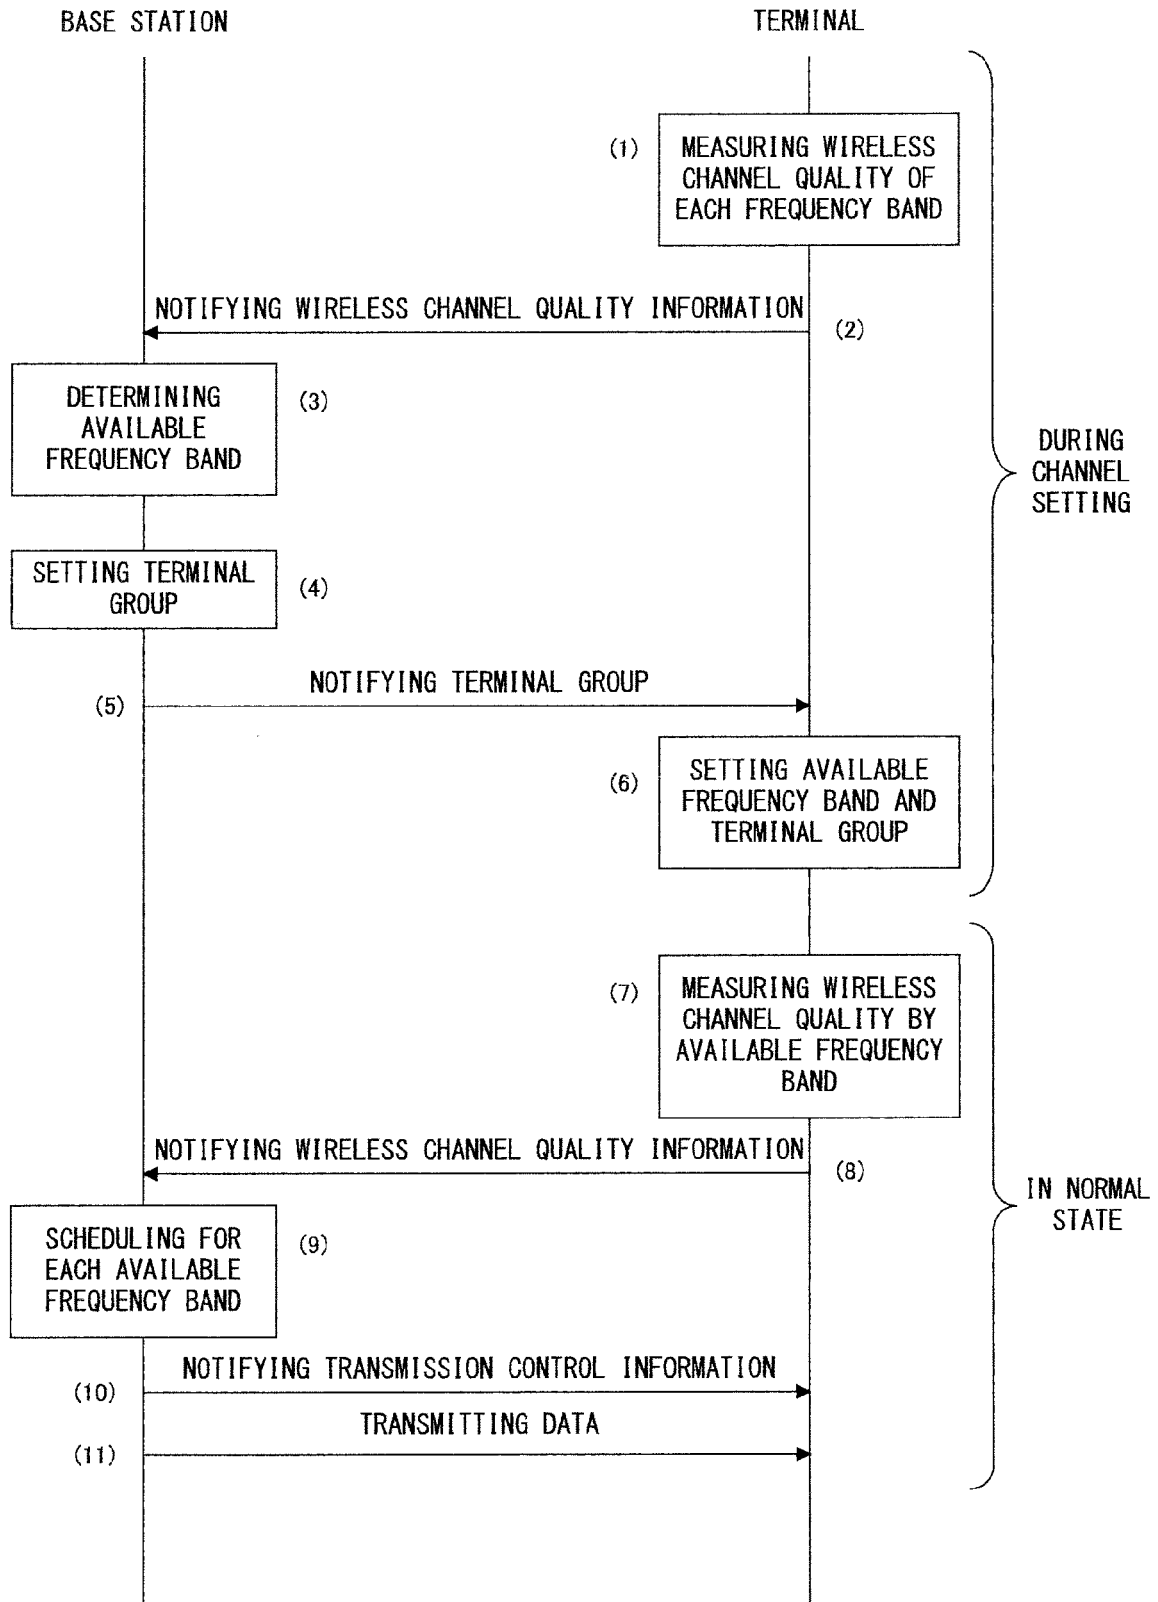 BASE STATION
TERMINAL
(1)
MEASURING WIRELESS
CHANNEL QUALITY OF
EACH FREQUENCY BAND
NOTIFYING WIRELESS CHANNEL QUALITY INFORMATION
(2)
DETERMINING
AVAILABLE
FREQUENCY BAND
(3)
DURING
CHANNEL
SETTING
SETTING TERMINAL
GROUP
(4)
NOTIFYING TERMINAL GROUP
(5)
(6)
SETTING AVAILABLE
FREQUENCY BAND AND
TERMINAL GROUP
(7)
MEASURING WIRELESS
CHANNEL QUALITY BY
AVAILABLE FREQUENCY
BAND
NOTIFYING WIRELESS CHANNEL QUALITY INFORMATION
(8)
IN NORMAL
STATE
SCHEDULING FOR
EACH AVAILABLE
FREQUENCY BAND
(9)
NOTIFYING TRANSMISSION CONTROL INFORMATION
(10)
TRANSMITTING DATA
(11)